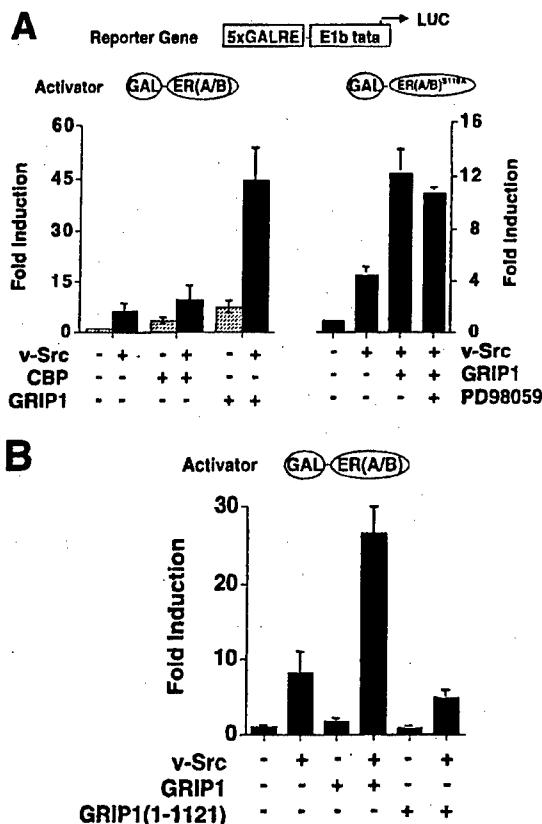 A
Reporter Gene 5xGALRE E1b tata LUC
Activator GAL ER(A/B) GAL ER(A/B)S118A
60 45 30 15 0
Fold Induction
16 12 8 4 0
Fold Induction
v-Src - + - + - + - + + + v-Src
CBP - - + + - - - - + + GRIP1
GRIP1 - - - - + + - - - + PD98059
B
Activator GAL ER(A/B)
30
20
10
0
Fold Induction
v-Src - + - + - +
GRIP1 - - + + - -
GRIP1(1-1121) - - - - + +